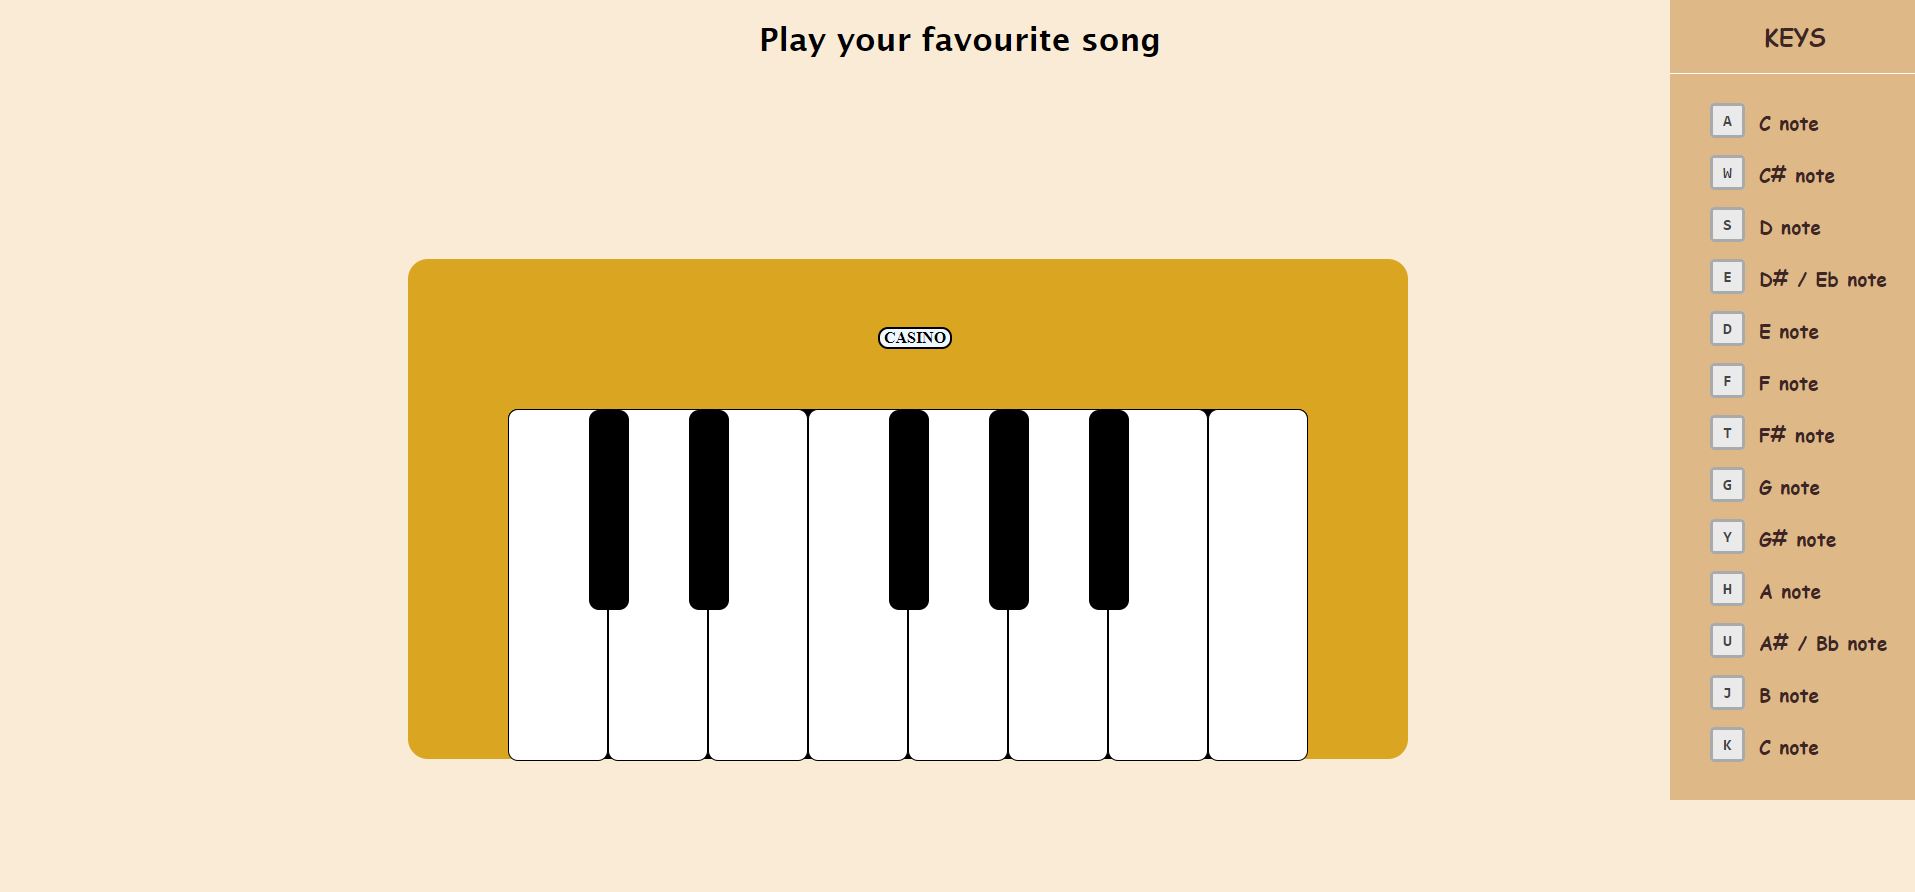 Play your favourite song
CASINO
KEYS
A C note
W C# note
S D note
E D# / Eb note
D E note
F F note
T F# note
G G note
Y G# note
H A note
U A# / Bb note
J B note
K C note